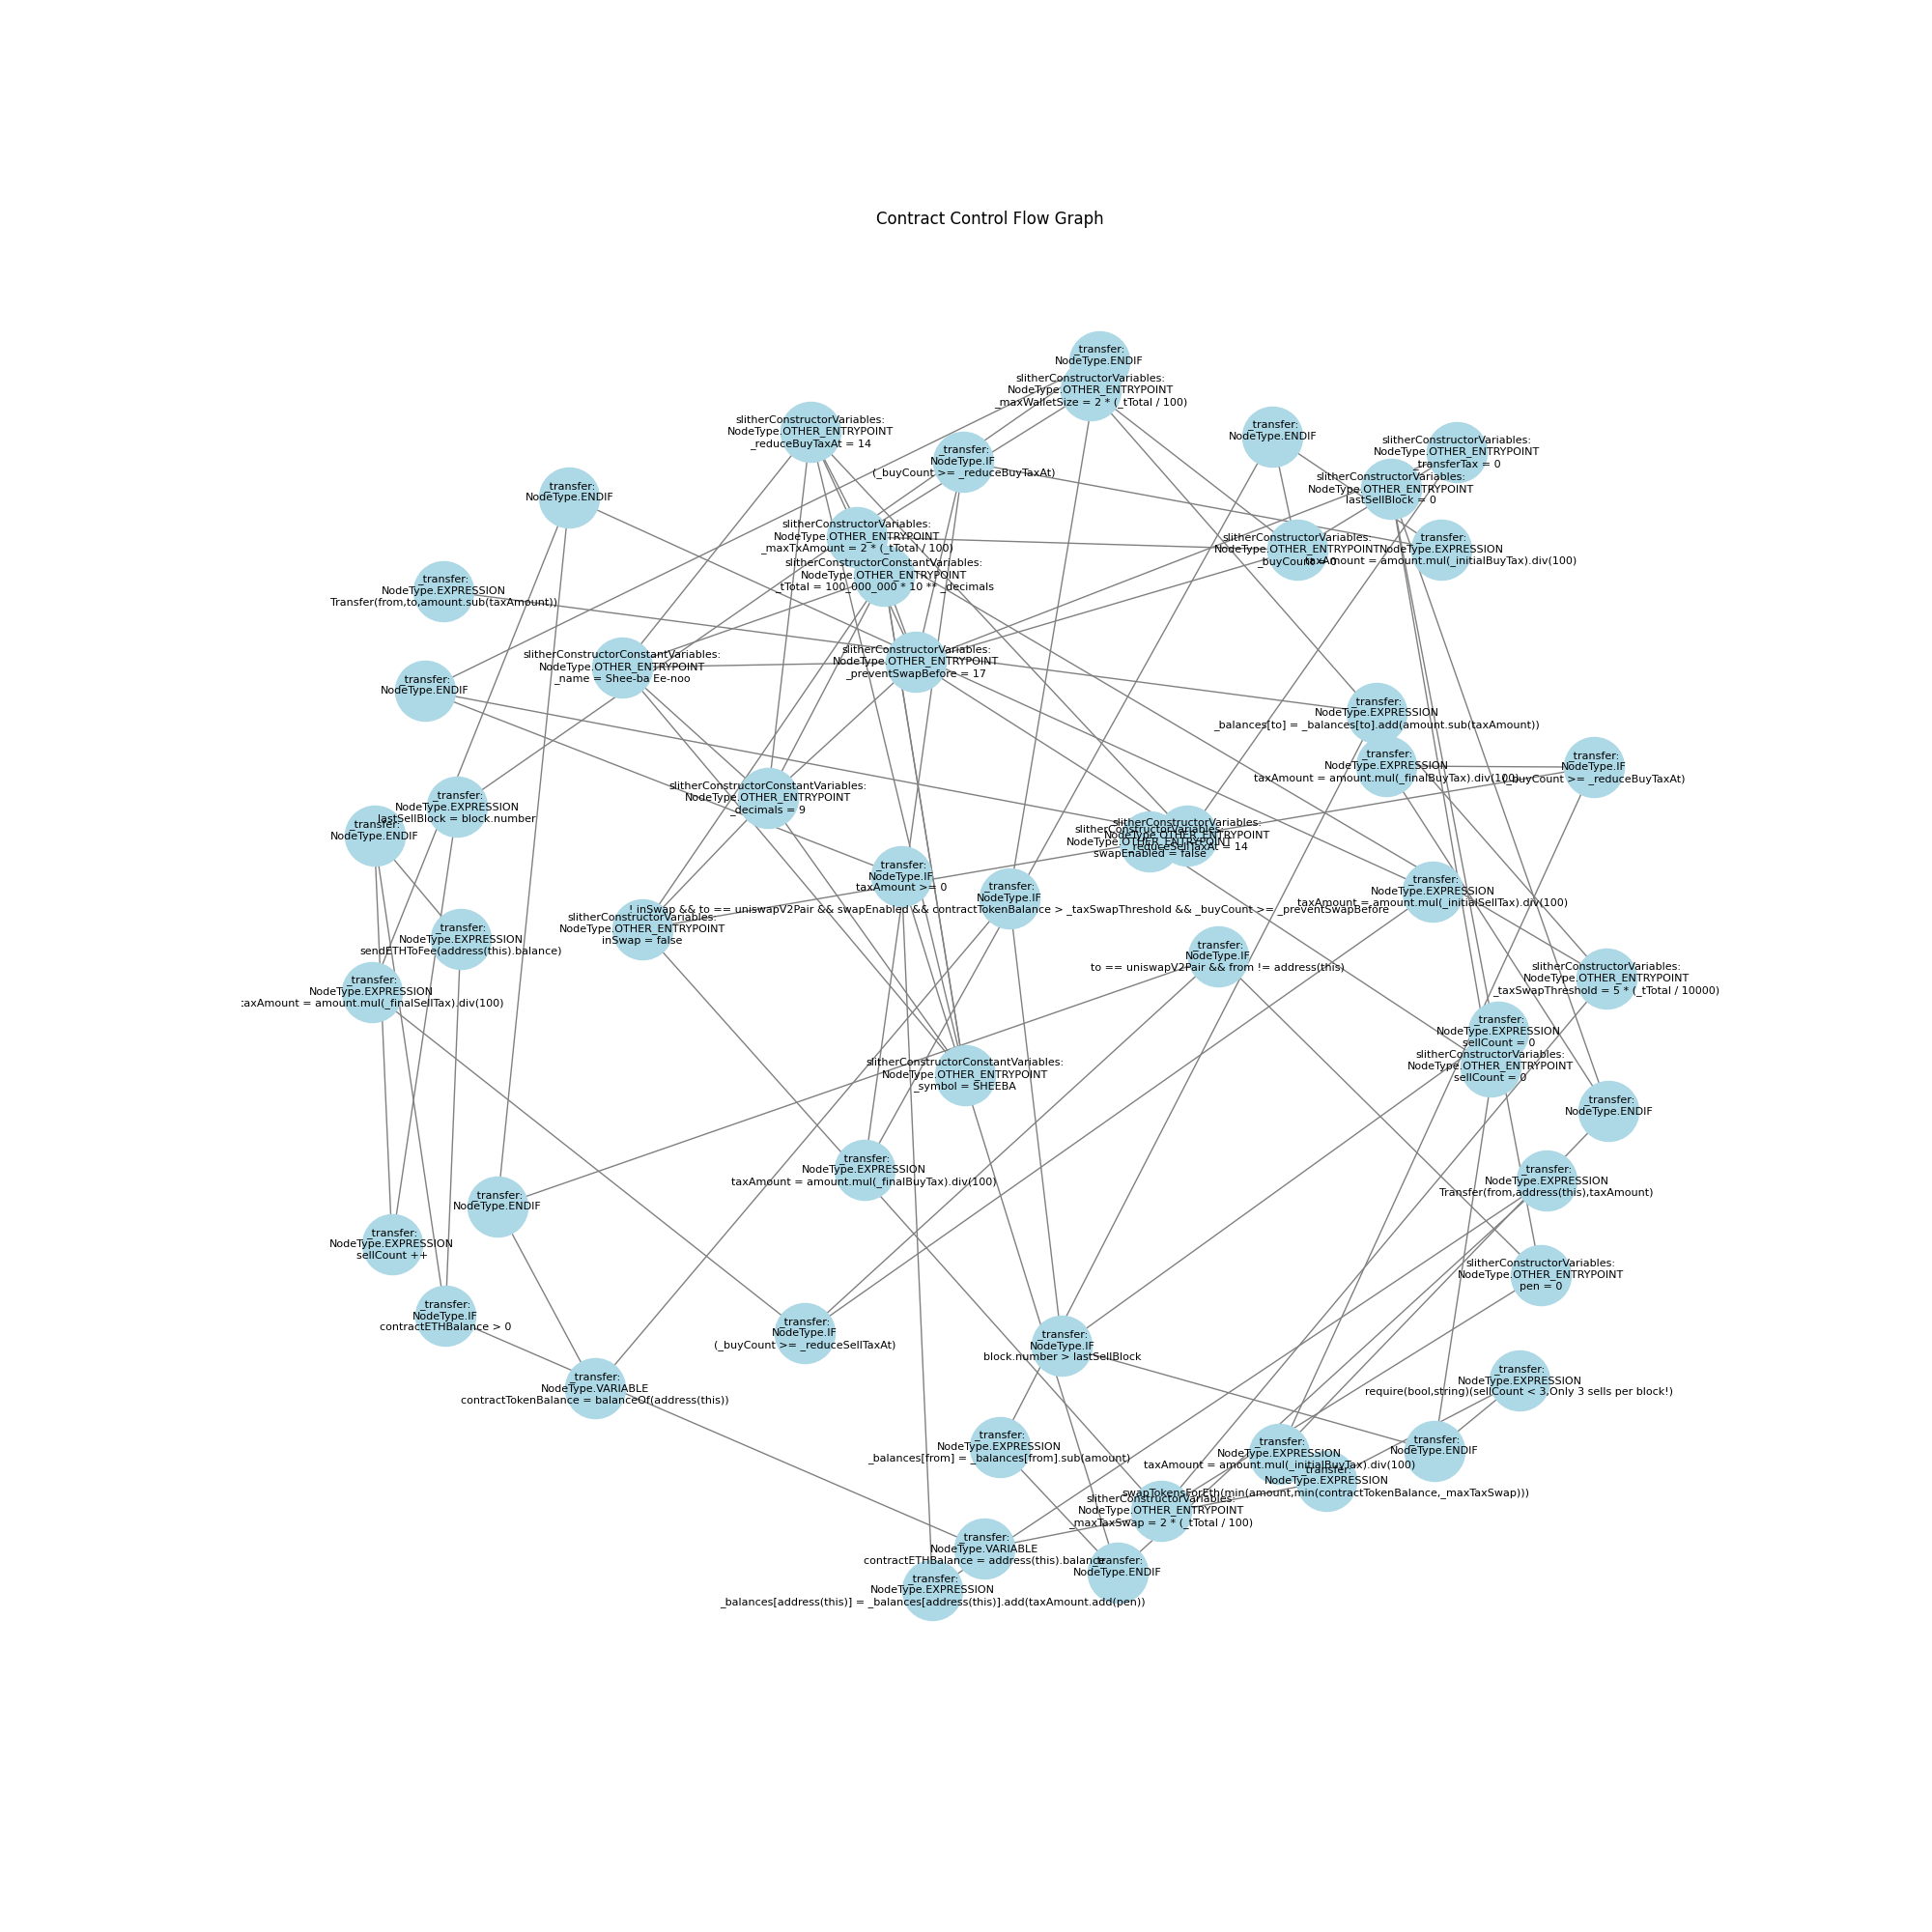 Contract Control Flow Graph
_transfer:
NodeType.ENDIF
slitherConstructorVariables:
NodeType.OTHER_ENTRYPOINT
_maxWalletSize = 2 * (_tTotal / 100)
slitherConstructorVariables:
NodeType.OTHER_ENTRYPOINT
_reduceBuyTaxAt = 14
_transfer:
NodeType.ENDIF
slitherConstructorVariables:
NodeType.OTHER_ENTRYPOINT
_transferTax = 0
_transfer:
NodeType.IF
(_buyCount >= _reduceBuyTaxAt)
slitherConstructorVariables:
NodeType.OTHER_ENTRYPOINT
lastSellBlock = 0
_transfer:
NodeType.ENDIF
slitherConstructorVariables:
NodeType.OTHER_ENTRYPOINT
_maxTxAmount = 2 * (_tTotal / 100)
slitherConstructorVariables:
NodeType.OTHER_ENTRYPOINT
_buyCount = 0
_transfer:
NodeType.EXPRESSION
taxAmount = amount.mul(_initialBuyTax).div(100)
slitherConstructorConstantVariables:
NodeType.OTHER_ENTRYPOINT
_tTotal = 100_000_000 * 10 ** _decimals
_transfer:
NodeType.EXPRESSION
Transfer(from,to,amount.sub(taxAmount))
slitherConstructorConstantVariables:
NodeType.OTHER_ENTRYPOINT
_name = Shee-ba Ee-noo
slitherConstructorVariables:
NodeType.OTHER_ENTRYPOINT
_preventSwapBefore = 17
_transfer:
NodeType.ENDIF
_transfer:
NodeType.EXPRESSION
_balances[to] = _balances[to].add(amount.sub(taxAmount))
_transfer:
NodeType.EXPRESSION
taxAmount = amount.mul(_finalBuyTax).div(100)
_transfer:
NodeType.IF
(_buyCount >= _reduceBuyTaxAt)
slitherConstructorConstantVariables:
NodeType.OTHER_ENTRYPOINT
_decimals = 9
_transfer:
NodeType.EXPRESSION
lastSellBlock = block.number
_transfer:
NodeType.ENDIF
slitherConstructorVariables:
NodeType.OTHER_ENTRYPOINT
_reduceSellTaxAt = 14
slitherConstructorVariables:
NodeType.OTHER_ENTRYPOINT
swapEnabled = false
_transfer:
NodeType.IF
taxAmount >= 0
_transfer:
NodeType.IF
! inSwap && to == uniswapV2Pair && swapEnabled && contractTokenBalance > _taxSwapThreshold && _buyCount >= _preventSwapBefore
_transfer:
NodeType.EXPRESSION
taxAmount = amount.mul(_initialSellTax).div(100)
slitherConstructorVariables:
NodeType.OTHER_ENTRYPOINT
inSwap = false
_transfer:
NodeType.EXPRESSION
sendETHToFee(address(this).balance)
_transfer:
NodeType.IF
to == uniswapV2Pair && from != address(this)
slitherConstructorVariables:
NodeType.OTHER_ENTRYPOINT
_taxSwapThreshold = 5 * (_tTotal / 10000)
_transfer:
NodeType.EXPRESSION
taxAmount = amount.mul(_finalSellTax).div(100)
_transfer:
NodeType.EXPRESSION
sellCount = 0
slitherConstructorVariables:
NodeType.OTHER_ENTRYPOINT
sellCount = 0
slitherConstructorConstantVariables:
NodeType.OTHER_ENTRYPOINT
_symbol = SHEEBA
_transfer:
NodeType.ENDIF
_transfer:
NodeType.EXPRESSION
taxAmount = amount.mul(_finalBuyTax).div(100)
_transfer:
NodeType.EXPRESSION
Transfer(from,address(this),taxAmount)
_transfer:
NodeType.ENDIF
_transfer:
NodeType.EXPRESSION
sellCount ++
slitherConstructorVariables:
NodeType.OTHER_ENTRYPOINT
pen = 0
_transfer:
NodeType.IF
contractETHBalance > 0
_transfer:
NodeType.IF
(_buyCount >= _reduceSellTaxAt)
_transfer:
NodeType.IF
block.number > lastSellBlock
_transfer:
NodeType.VARIABLE
contractTokenBalance = balanceOf(address(this))
_transfer:
NodeType.EXPRESSION
require(bool,string)(sellCount < 3,Only 3 sells per block!)
_transfer:
NodeType.EXPRESSION
_balances[from] = _balances[from].sub(amount)
_transfer:
NodeType.EXPRESSION
taxAmount = amount.mul(_initialBuyTax).div(100)
_transfer:
NodeType.ENDIF
_transfer:
NodeType.EXPRESSION
swapTokensForEth(min(amount,min(contractTokenBalance,_maxTaxSwap)))
slitherConstructorVariables:
NodeType.OTHER_ENTRYPOINT
_maxTaxSwap = 2 * (_tTotal / 100)
_transfer:
NodeType.VARIABLE
contractETHBalance = address(this).balance
_transfer:
NodeType.ENDIF
_transfer:
NodeType.EXPRESSION
_balances[address(this)] = _balances[address(this)].add(taxAmount.add(pen))